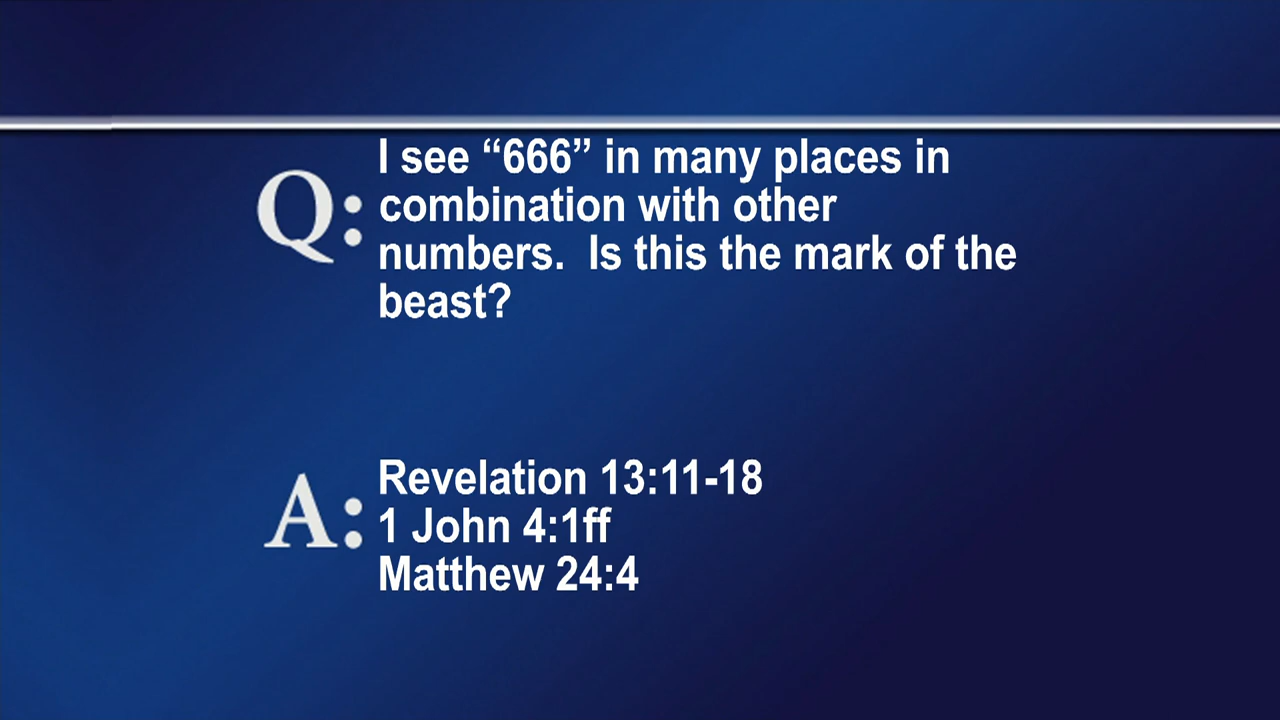 Q: I see “666” in many places in
combination with other
numbers.  Is this the mark of the
beast?
A: Revelation 13:11-18
1 John 4:1ff
Matthew 24:4